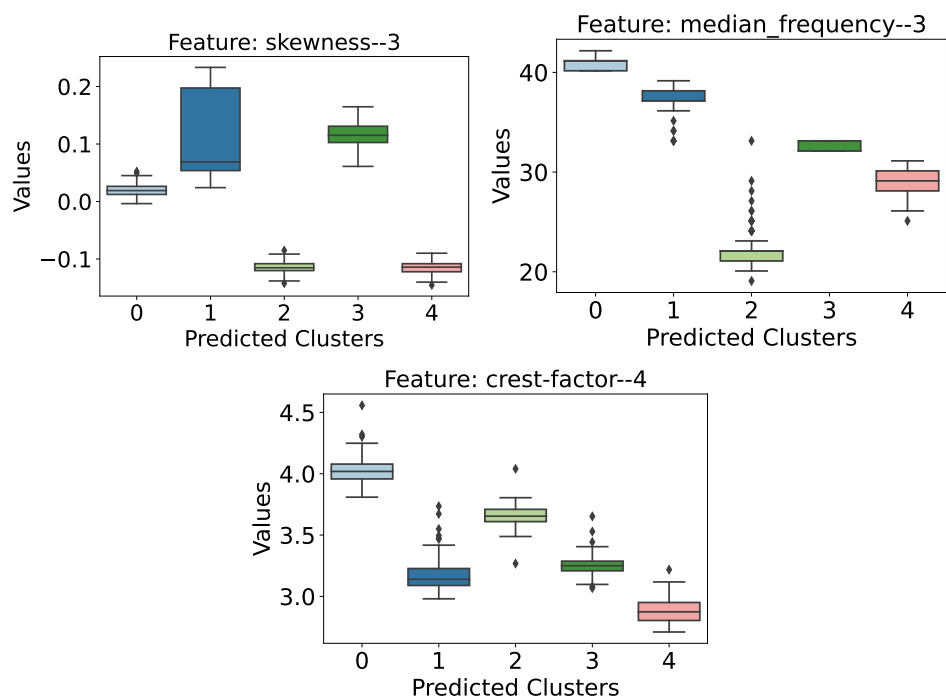 Feature: skewness--3
Values
0.2
0.1
0.0
−0.1
0 1 2 3 4
Predicted Clusters
Feature: median_frequency--3
Values
40
30
20
0 1 2 3 4
Predicted Clusters
Feature: crest-factor--4
Values
4.5
4.0
3.5
3.0
0 1 2 3 4
Predicted Clusters